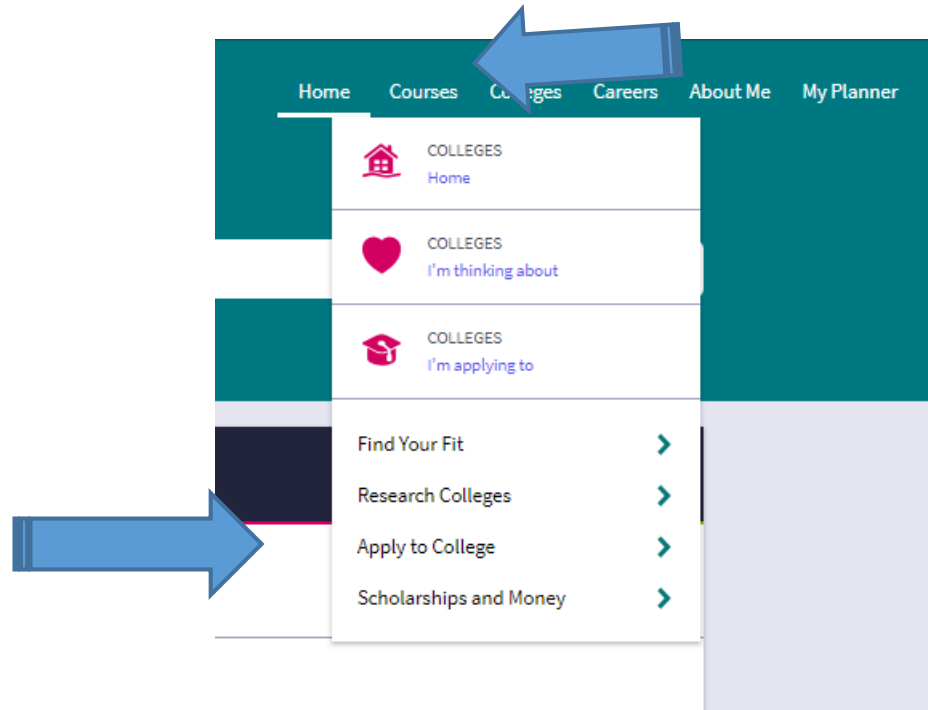 Home Courses Colleges Careers About Me My Planner
COLLEGES
Home
COLLEGES
I'm thinking about
COLLEGES
I'm applying to
Find Your Fit
Research Colleges
Apply to College
Scholarships and Money